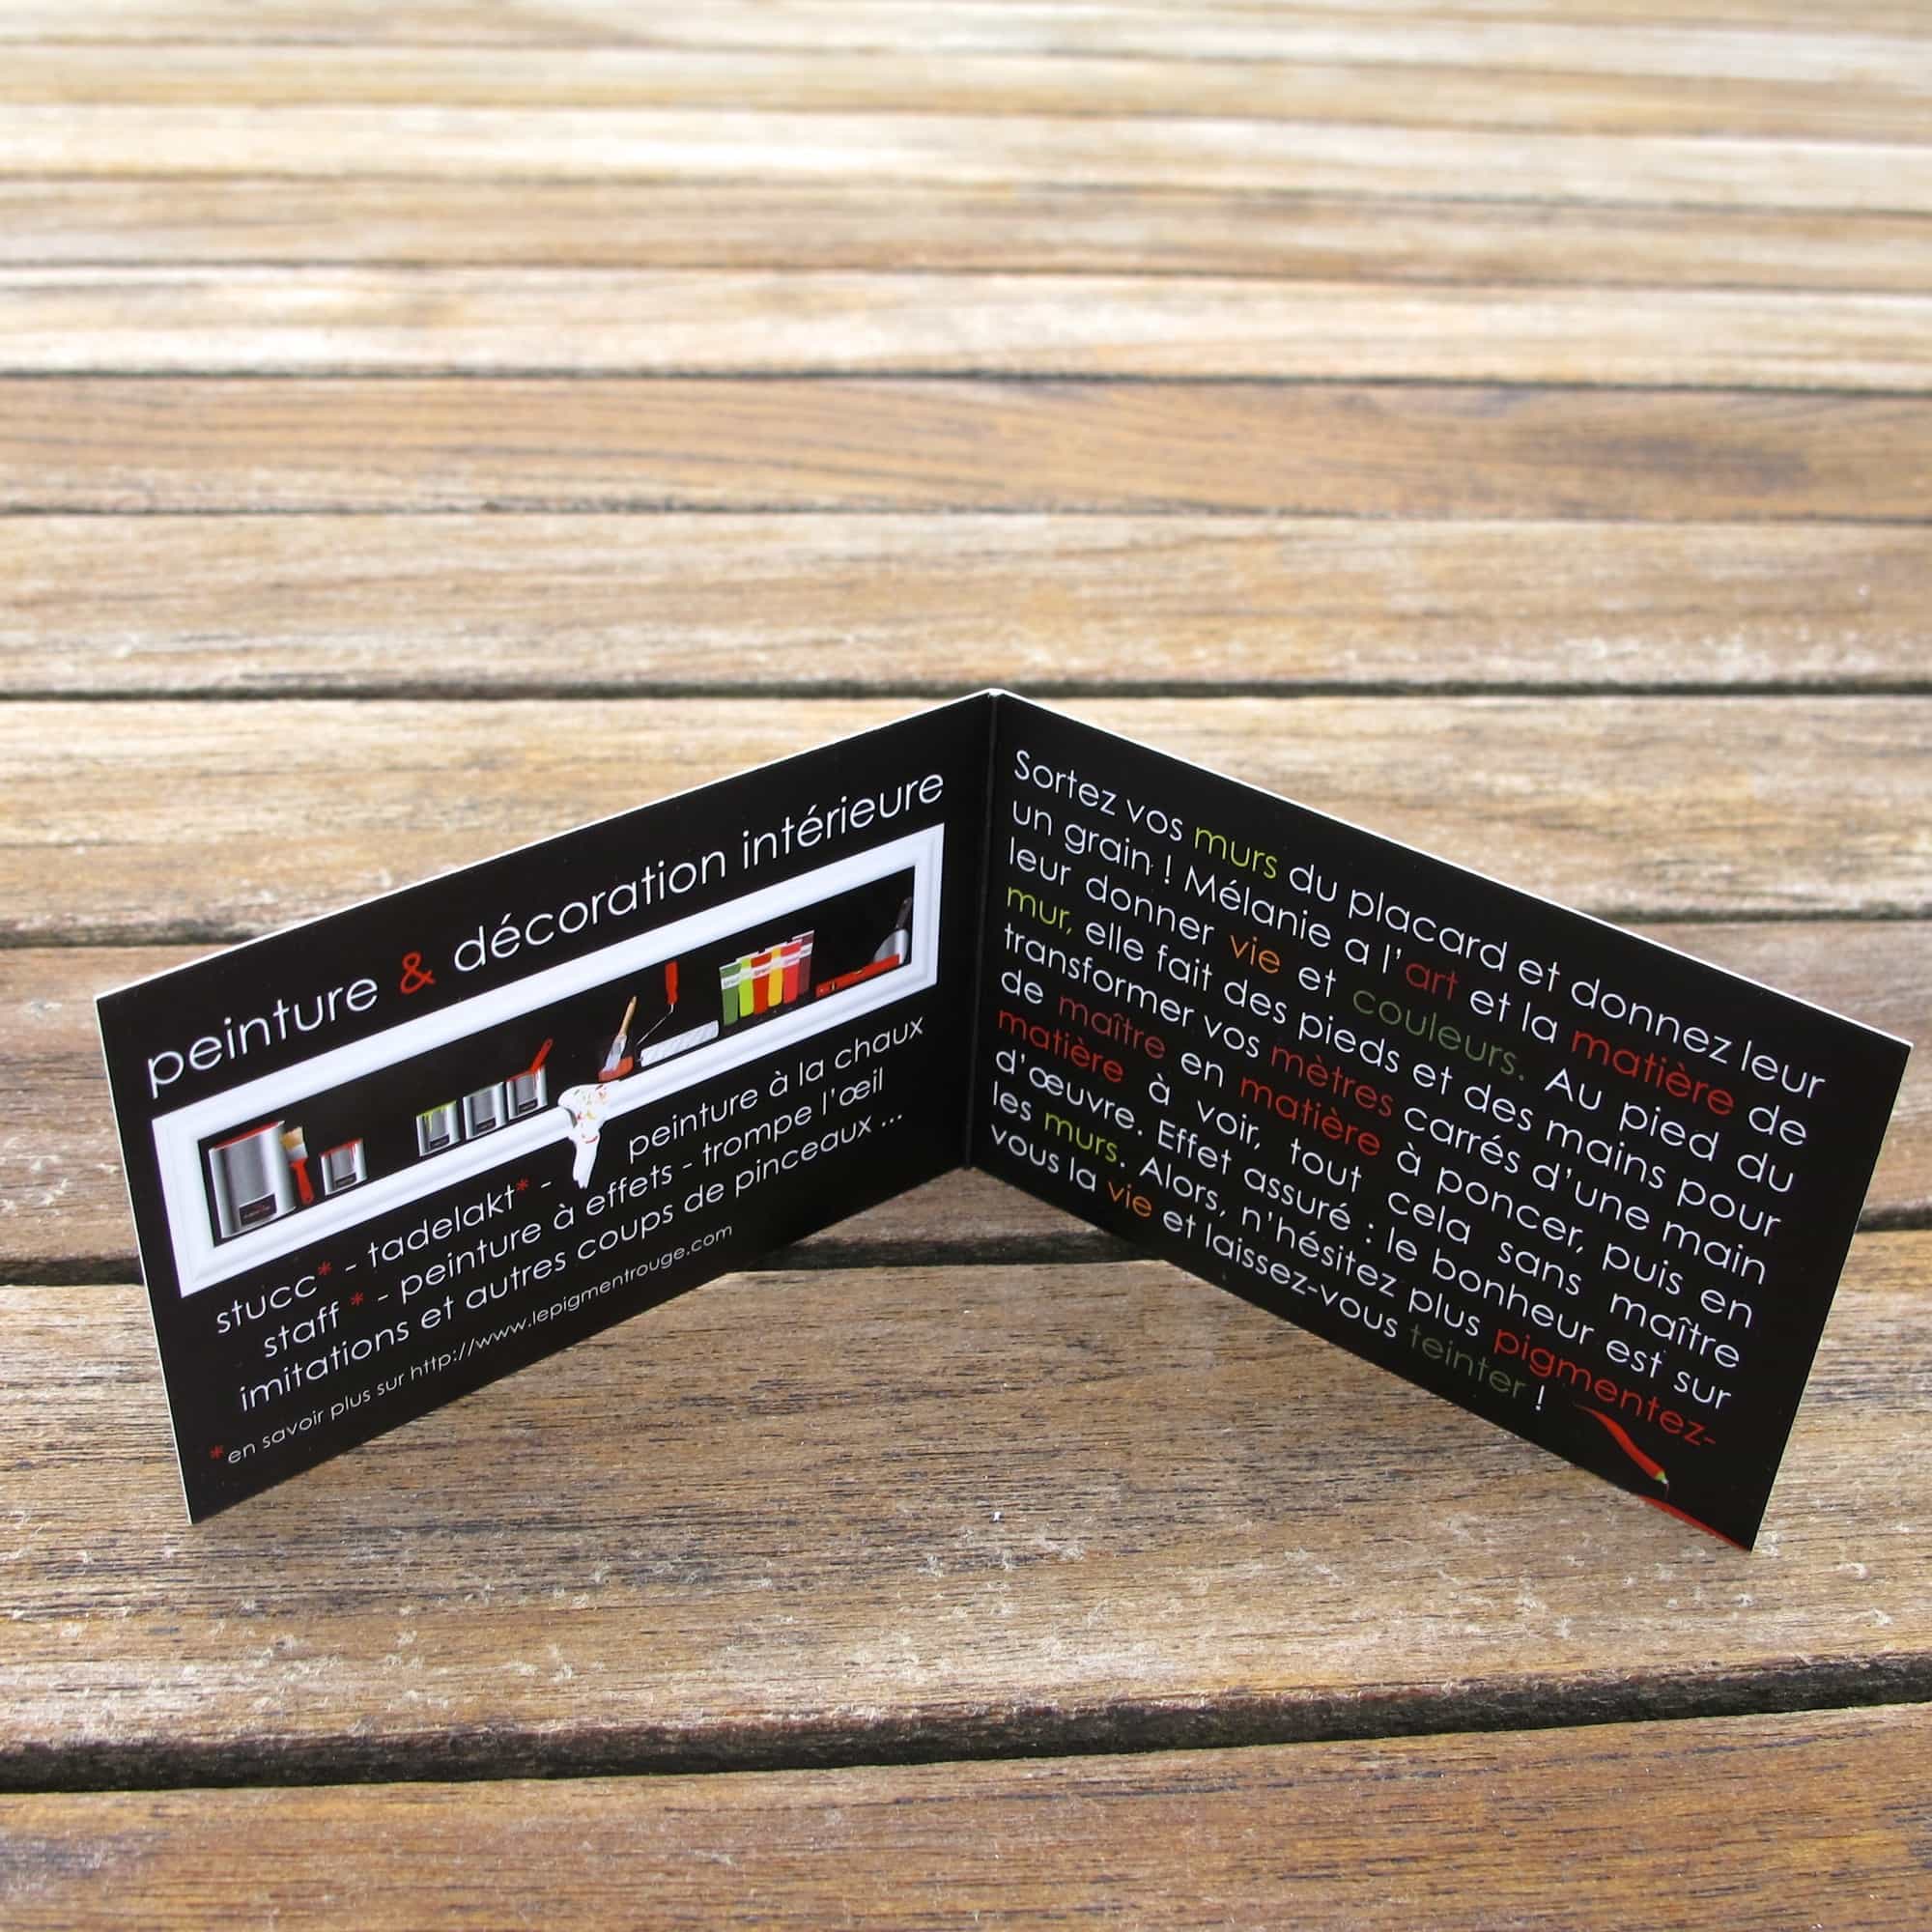 peinture & décoration intérieure
stucc* - tadelakt* - peinture à la chaux
staff * - peinture à effets - trompe l'œil
imitations et autres coups de pinceaux ...
*en savoir plus sur http://www.lepigmentrouge.com
Sortez vos murs du placard et donnez leur
un grain ! Mélanie a l'art et la matière de
leur donner vie et couleurs. Au pied du
mur, elle fait des pieds et des mains pour
transformer vos mètres carrés d'une main
de maître en matière à poncer, puis en
matière à voir, tout cela sans maître
d'œuvre. Effet assuré : le bonheur est sur
les murs. Alors, n'hésitez plus pigmentez-
vous la vie et laissez-vous teinter !